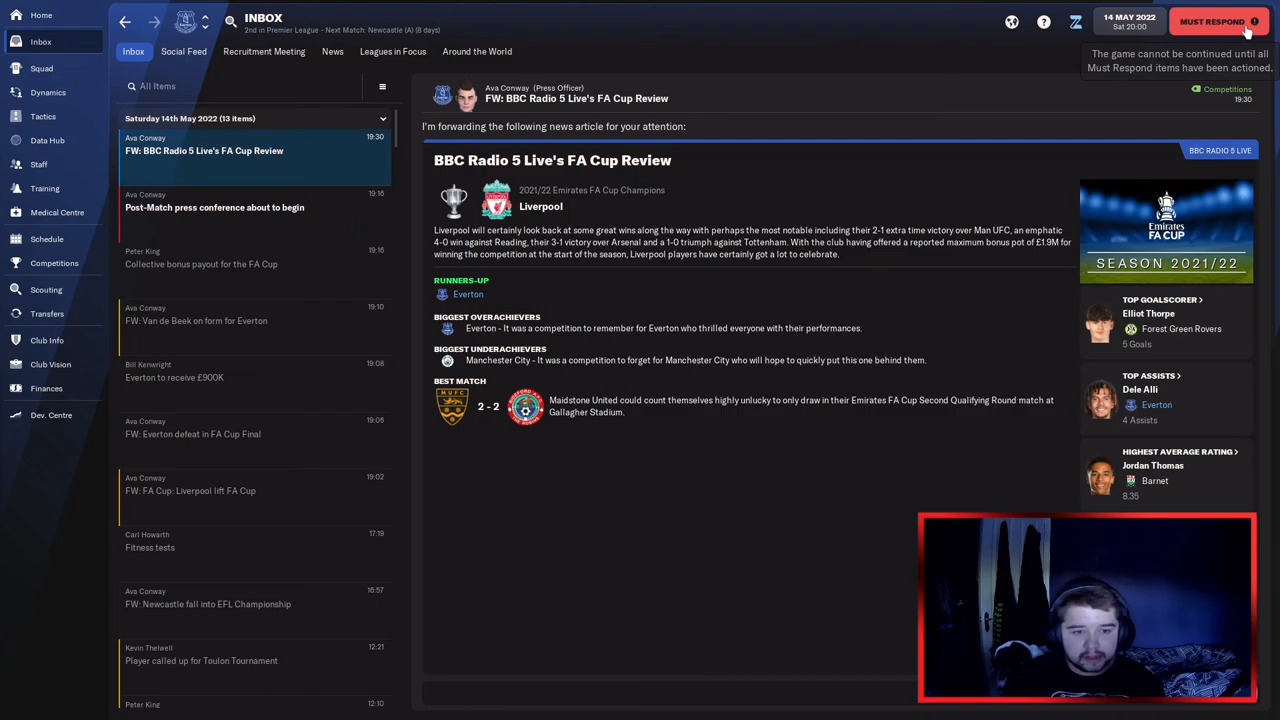 Home
Inbox
Squad
Dynamics
Tactics
Data Hub
Staff
Training
Medical Centre
Schedule
Competitions
Scouting
Transfers
Club Info
Club Vision
Finances
Dev. Centre
INBOX
2nd in Premier League - Next Match: Newcastle (A) (8 days)
14 MAY 2022
Sat 20:00
MUST RESPOND
The game cannot be continued until all
Must Respond items have been actioned.
Inbox
Social Feed
Recruitment Meeting
News
Leagues in Focus
Around the World
All Items
Saturday 14th May 2022 (13 items)
Ava Conway
19:30
FW: BBC Radio 5 Live's FA Cup Review
Ava Conway
19:16
Post-Match press conference about to begin
Peter King
19:16
Collective bonus payout for the FA Cup
Ava Conway
19:10
FW: Van de Beek on form for Everton
Bill Kenwright
19:08
Everton to receive £900K
Ava Conway
19:06
FW: Everton defeat in FA Cup Final
Ava Conway
19:02
FW: FA Cup: Liverpool lift FA Cup
Carl Howarth
17:19
Fitness tests
Ava Conway
16:57
FW: Newcastle fall into EFL Championship
Kevin Thelwell
12:21
Player called up for Toulon Tournament
Peter King
12:10
Ava Conway (Press Officer)
FW: BBC Radio 5 Live's FA Cup Review
Competitions
19:30
I'm forwarding the following news article for your attention:
BBC Radio 5 Live's FA Cup Review
BBC RADIO 5 LIVE
2021/22 Emirates FA Cup Champions
Liverpool
Liverpool will certainly look back at some great wins along the way with perhaps the most notable including their 2-1 extra time victory over Man UFC, an emphatic
4-0 win against Reading, their 3-1 victory over Arsenal and a 1-0 triumph against Tottenham. With the club having offered a reported maximum bonus pot of £1.9M for
winning the competition at the start of the season, Liverpool players have certainly got a lot to celebrate.
RUNNERS-UP
Everton
BIGGEST OVERACHIEVERS
Everton - It was a competition to remember for Everton who thrilled everyone with their performances.
BIGGEST UNDERACHIEVERS
Manchester City - It was a competition to forget for Manchester City who will hope to quickly put this one behind them.
BEST MATCH
2 - 2
Maidstone United could count themselves highly unlucky to only draw in their Emirates FA Cup Second Qualifying Round match at
Gallagher Stadium.
Emirates
FA CUP
SEASON 2021/22
TOP GOALSCORER
Elliot Thorpe
Forest Green Rovers
5 Goals
TOP ASSISTS
Dele Alli
Everton
4 Assists
HIGHEST AVERAGE RATING
Jordan Thomas
Barnet
8.35